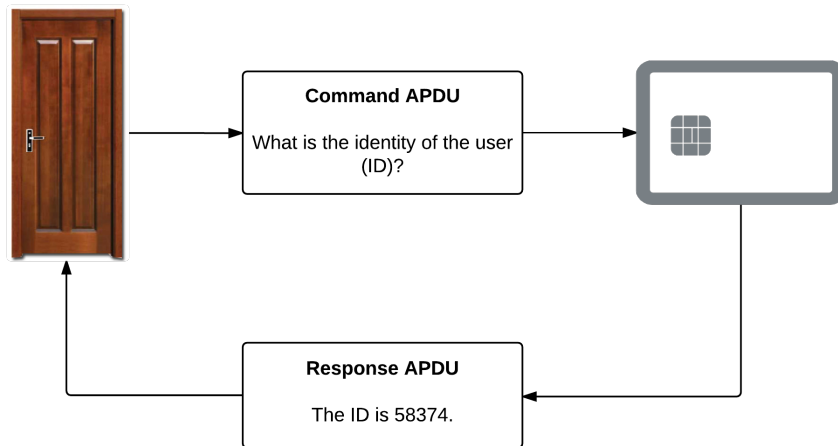 Command APDU
What is the identity of the user
(ID)?
Response APDU
The ID is 58374.